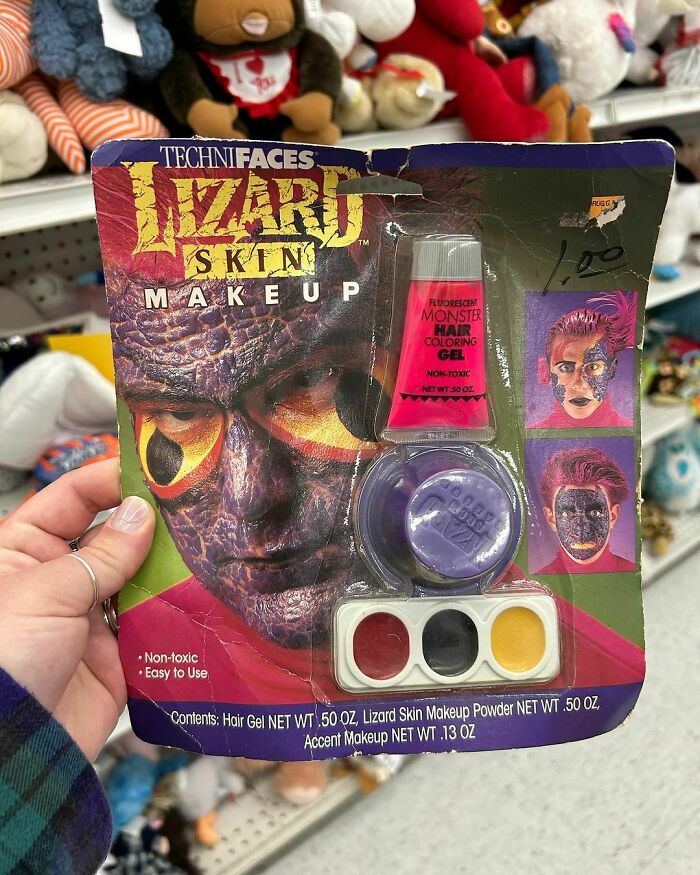 TECHNIFACES
LIZARD™
SKIN
MAKEUP
1.00
FLUORESCENT
MONSTER
HAIR
COLORING
GEL
NON-TOXIC
NET WT .50 OZ.
• Non-toxic
• Easy to Use
Contents: Hair Gel NET WT .50 OZ, Lizard Skin Makeup Powder NET WT .50 OZ,
Accent Makeup NET WT .13 OZ